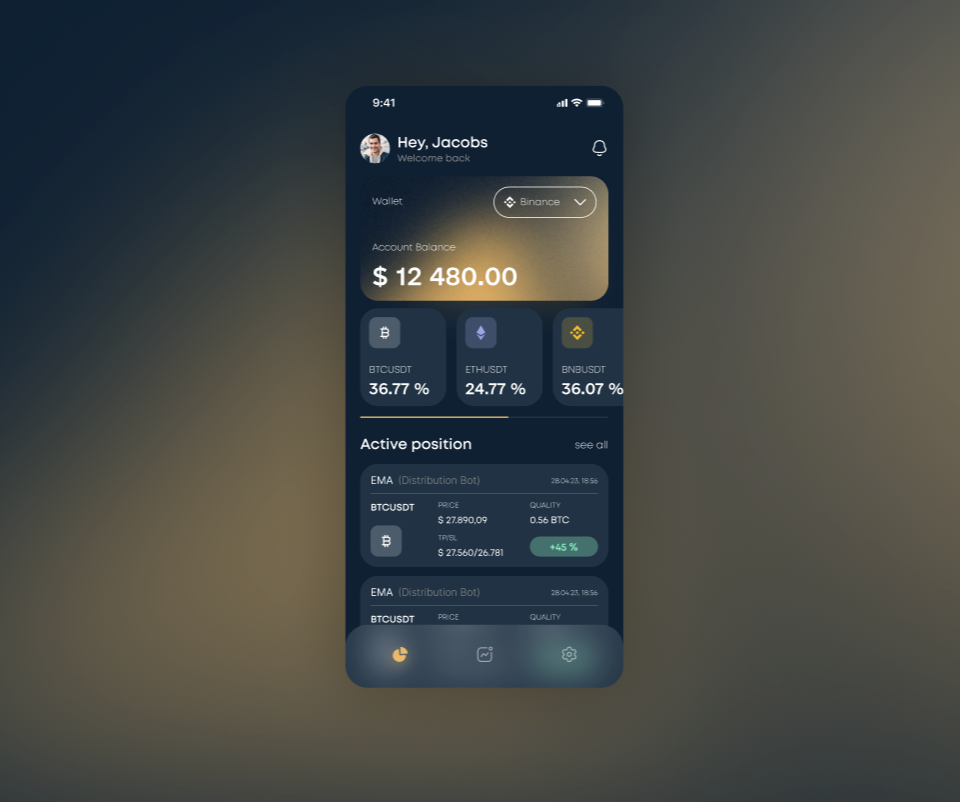 9:41
Hey, Jacobs
Welcome back
Wallet
Binance
Account Balance
$ 12 480.00
BTCUSDT
36.77 %
ETHUSDT
24.77 %
BNBUSDT
36.07 %
Active position
see all
EMA (Distribution Bot)
28.04.23, 18:56
BTCUSDT
PRICE
$ 27.890,09
QUALITY
0.56 BTC
TP/SL
$ 27.560/26.781
+45 %
EMA (Distribution Bot)
28.04.23, 18:56
BTCUSDT
PRICE
QUALITY